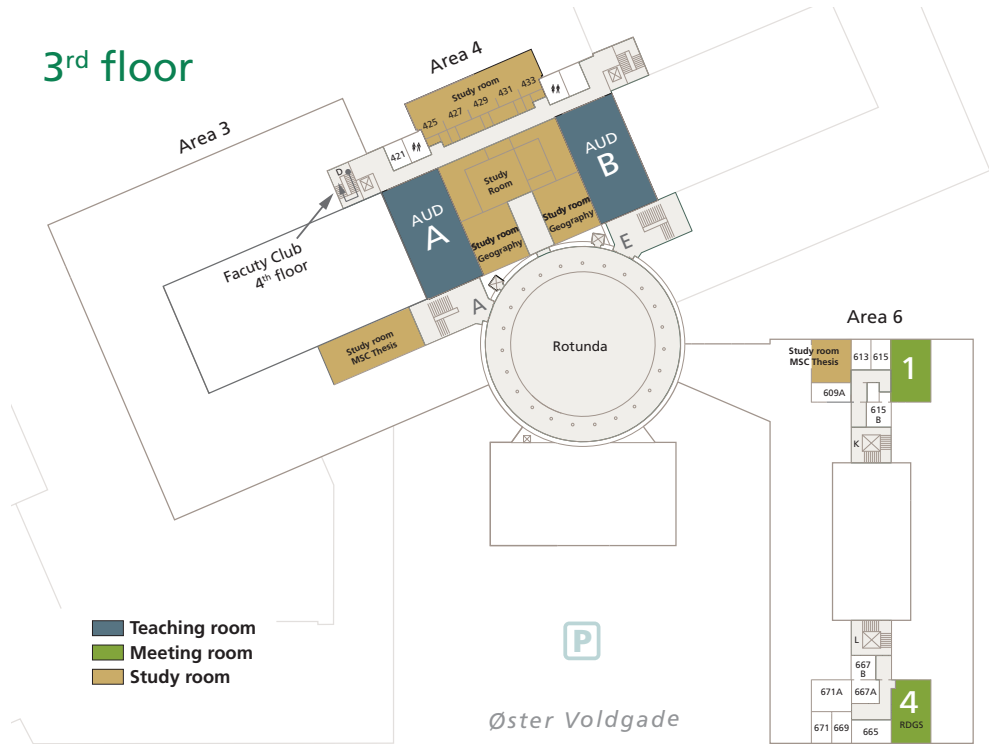 3rd floor
Area 4
Area 3
Study room
425
427
429
431
433
421
D
AUD
A
AUD
B
Study
Room
Study room
Geography
Study room
Geography
E
Facuty Club
4th floor
A
Study room
MSC Thesis
Rotunda
Area 6
Study room
MSC Thesis
613
615
1
609A
615
B
K
L
667
B
671A
667A
4
RDGS
671
669
665
Teaching room
Meeting room
Study room
P
Øster Voldgade